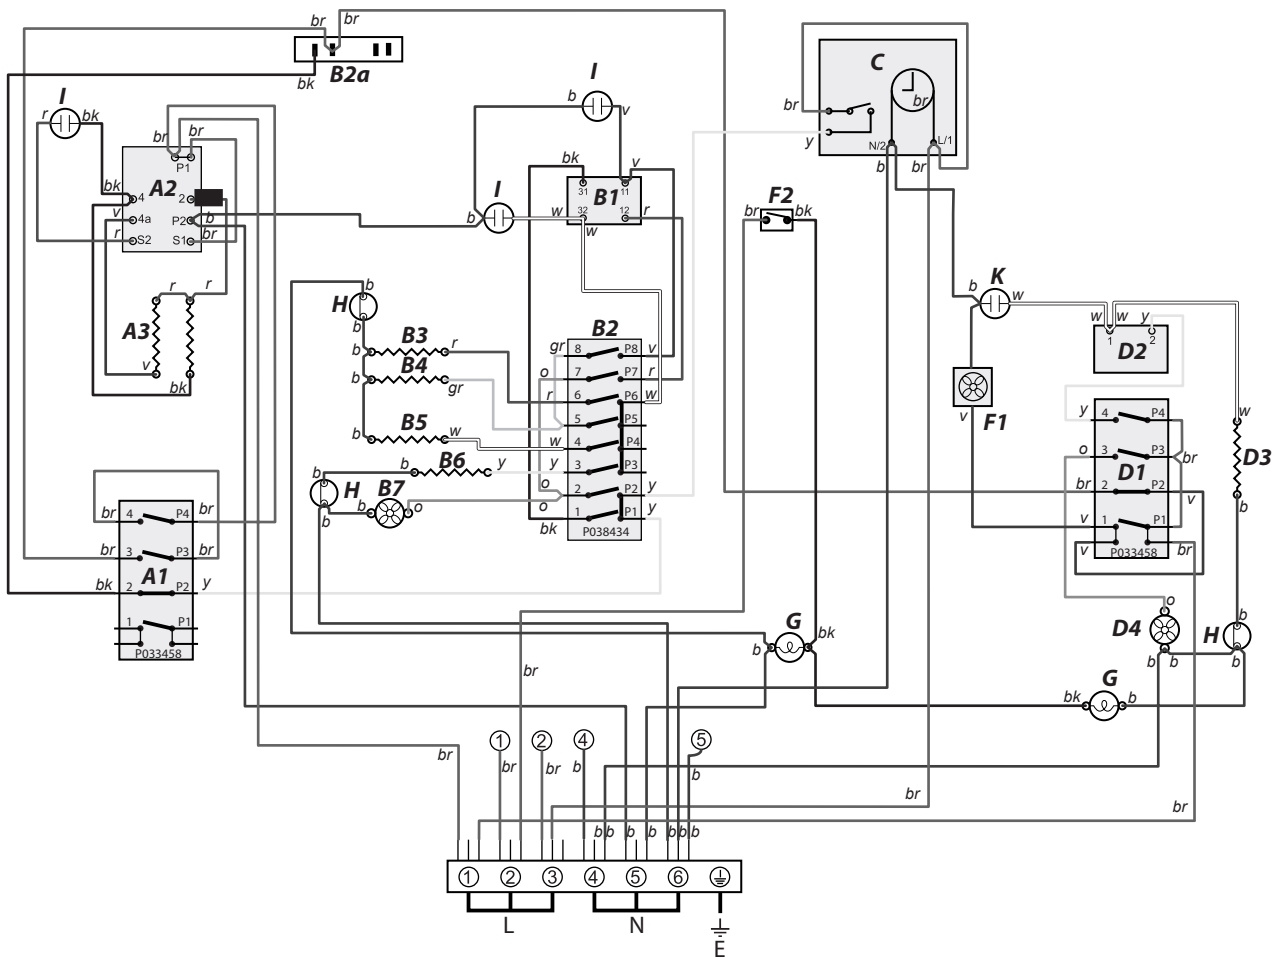 br
br
B2a
bk
I
r
bk
br
br
P1
bk
4
A2
2
v
4a
P2
b
r
S2
S1
br
r
r
A3
v
bk
I
b
v
bk
v
31
11
B1
32
12
I
b
w
w
r
C
br
br
y
N/2
L/1
b
br
F2
br
bk
K
b
w
w
w
y
1
2
D2
F1
v
H
b
b
b
B3
r
b
B4
gr
b
B5
w
b
B6
y
b
H
b
b
B7
o
B2
gr
8
P8
v
o
7
P7
r
r
6
P6
w
5
P5
w
4
P4
y
3
P3
o
2
P2
y
o
1
P1
y
bk
P038434
y
4
P4
o
3
P3
br
D1
br
2
P2
v
v
1
P1
v
P033458
br
w
D3
b
o
D4
b
b
b
H
b
G
bk
b
G
b
b
bk
br
4
P4
br
br
3
P3
br
A1
bk
2
P2
y
1
P1
P033458
br
br
1
br
2
br
4
b
5
b
br
br
b
b
b
b
b
b
b
1
2
3
4
5
6
L
N
E